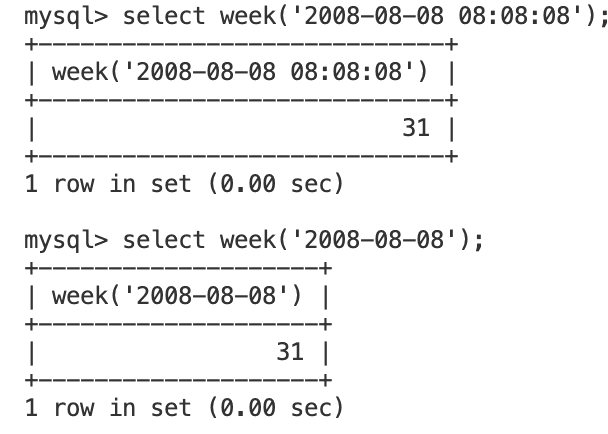 mysql> select week('2008-08-08 08:08:08');
+-----------------------------+
| week('2008-08-08 08:08:08') |
+-----------------------------+
|                          31 |
+-----------------------------+
1 row in set (0.00 sec)
mysql> select week('2008-08-08');
+--------------------+
| week('2008-08-08') |
+--------------------+
|                 31 |
+--------------------+
1 row in set (0.00 sec)